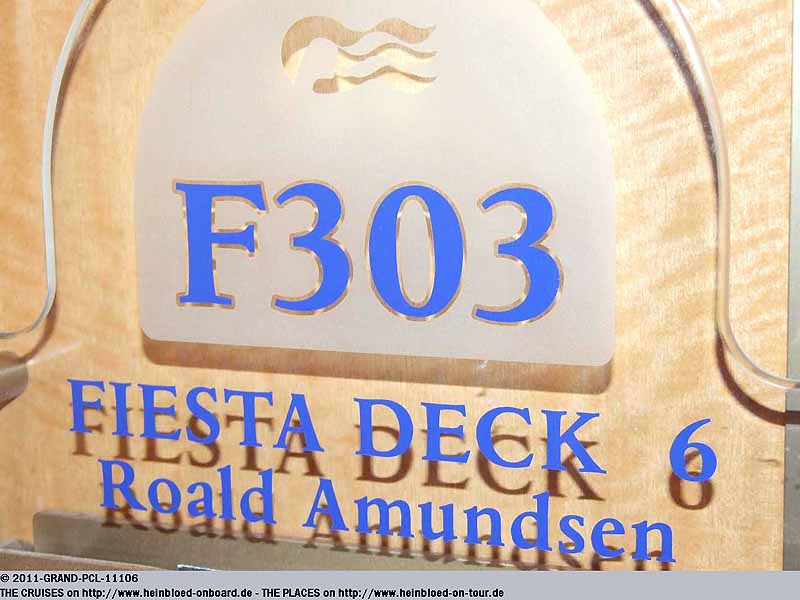 F303
FIESTA DECK 6
Roald Amundsen
© 2011-GRAND-PCL-11106
THE CRUISES on http://www.heinbloed-onboard.de - THE PLACES on http://www.heinbloed-on-tour.de